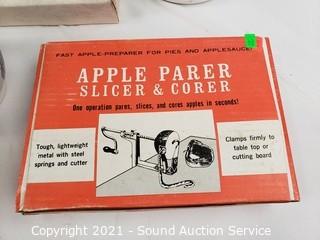 FAST APPLE-PREPARER FOR PIES AND APPLESAUCE!
APPLE PARER
SLICER & CORER
One operation pares, slices, and cores apples in seconds!
Tough, lightweight
metal with steel
springs and cutter
Clamps firmly to
table top or
cutting board
Copyright 2021 - Sound Auction Service